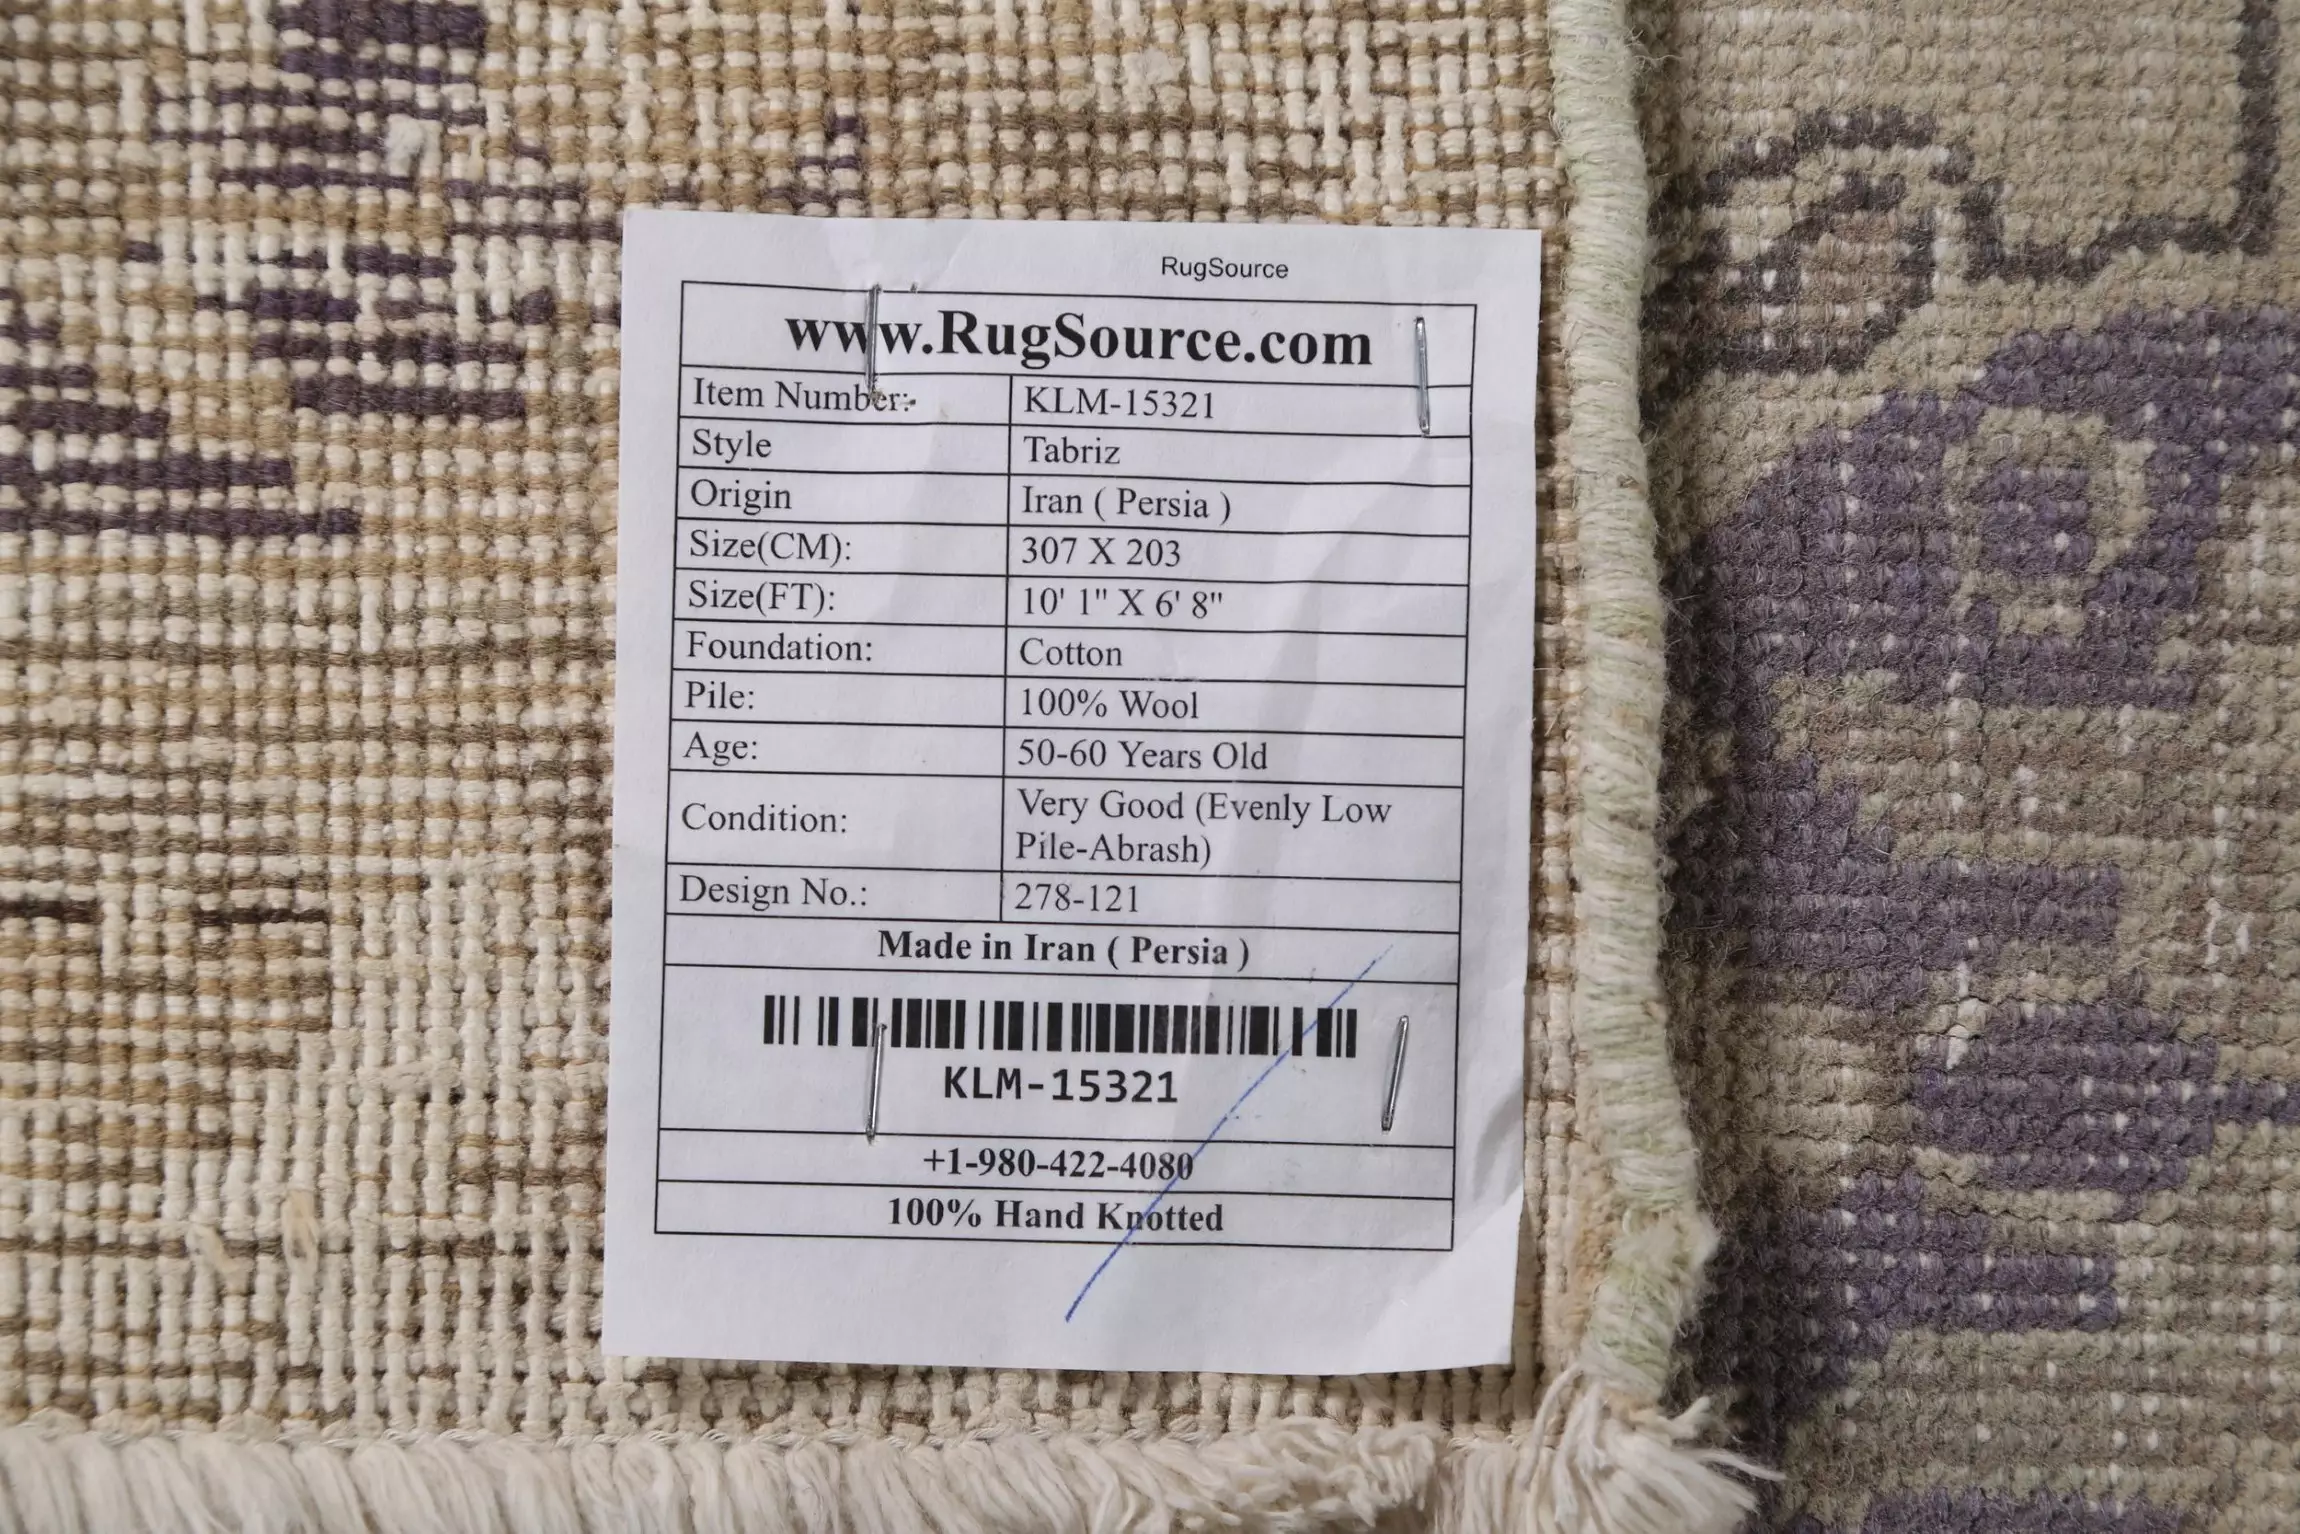 RugSource
www.RugSource.com
Item Number: KLM-15321
Style Tabriz
Origin Iran ( Persia )
Size(CM): 307 X 203
Size(FT): 10' 1" X 6' 8"
Foundation: Cotton
Pile: 100% Wool
Age: 50-60 Years Old
Condition: Very Good (Evenly Low
Pile-Abrash)
Design No.: 278-121
Made in Iran ( Persia )
KLM-15321
+1-980-422-4080
100% Hand Knotted